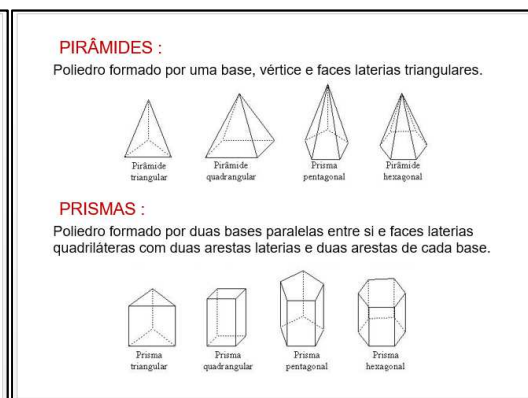 PIRÂMIDES :
Poliedro formado por uma base, vértice e faces laterias triangulares.
Pirâmide triangular
Pirâmide quadrangular
Prisma pentagonal
Pirâmide hexagonal
PRISMAS :
Poliedro formado por duas bases paralelas entre si e faces laterias
quadriláteras com duas arestas laterias e duas arestas de cada base.
Prisma triangular
Prisma quadrangular
Prisma pentagonal
Prisma hexagonal